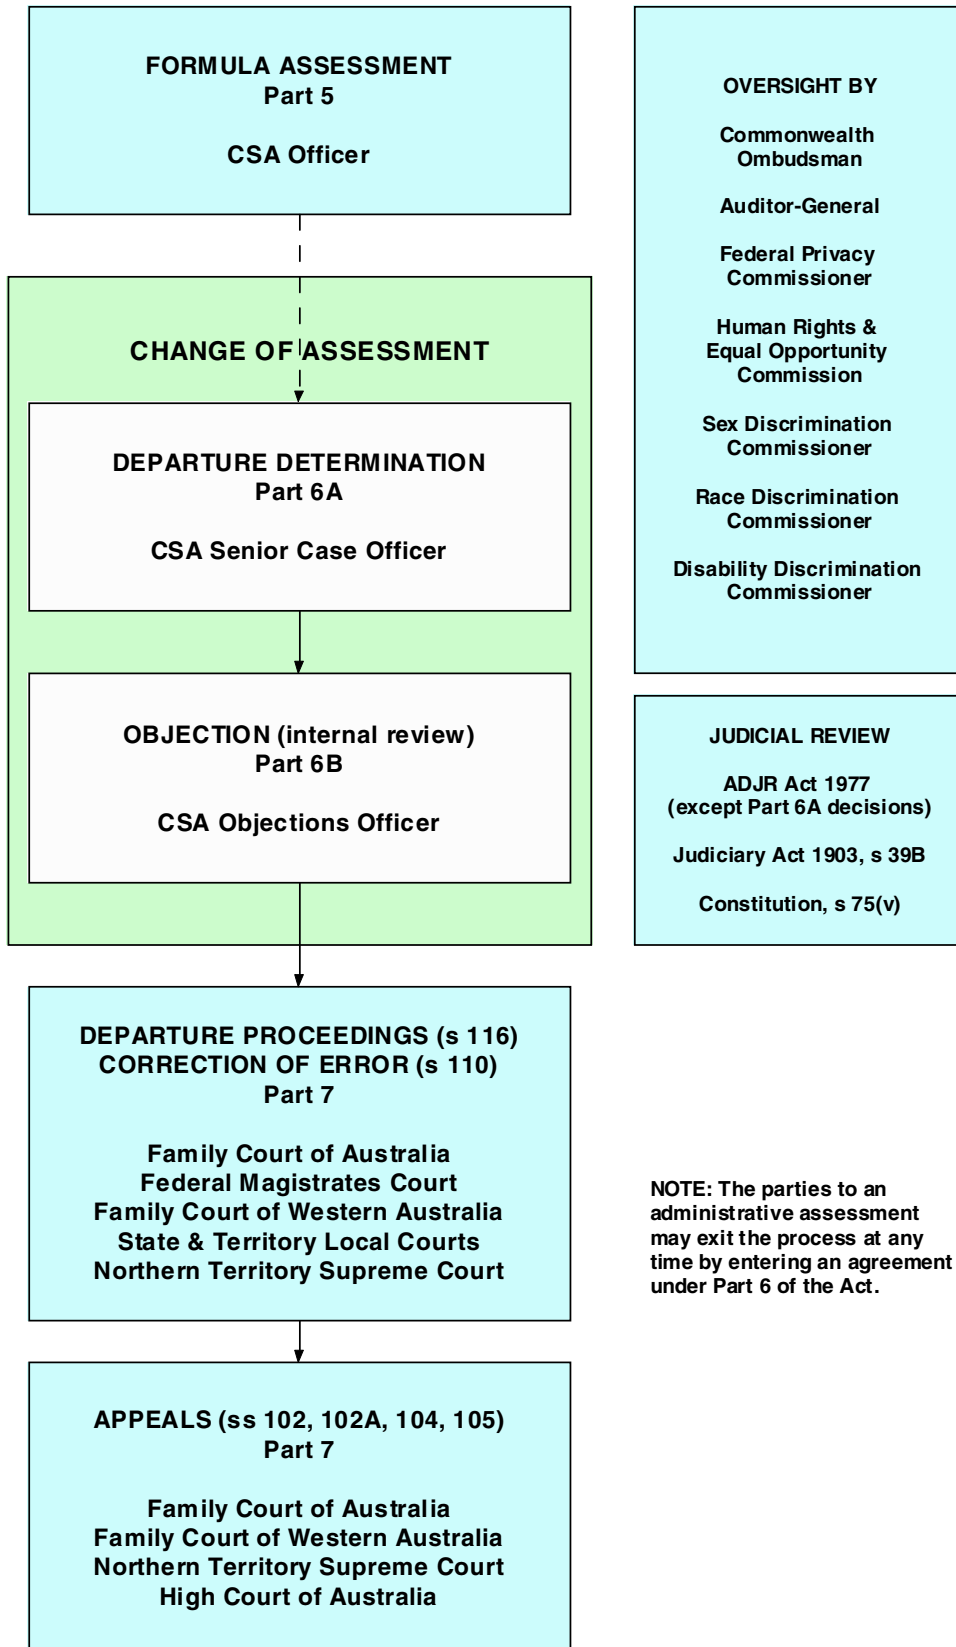 FORMULA ASSESSMENT
Part 5
CSA Officer
CHANGE OF ASSESSMENT
DEPARTURE DETERMINATION
Part 6A
CSA Senior Case Officer
OBJECTION (internal review)
Part 6B
CSA Objections Officer
DEPARTURE PROCEEDINGS (s 116)
CORRECTION OF ERROR (s 110)
Part 7
Family Court of Australia
Federal Magistrates Court
Family Court of Western Australia
State & Territory Local Courts
Northern Territory Supreme Court
APPEALS (ss 102, 102A, 104, 105)
Part 7
Family Court of Australia
Family Court of Western Australia
Northern Territory Supreme Court
High Court of Australia
OVERSIGHT BY
Commonwealth
Ombudsman
Auditor-General
Federal Privacy
Commissioner
Human Rights &
Equal Opportunity
Commission
Sex Discrimination
Commissioner
Race Discrimination
Commissioner
Disability Discrimination
Commissioner
JUDICIAL REVIEW
ADJR Act 1977
(except Part 6A decisions)
Judiciary Act 1903, s 39B
Constitution, s 75(v)
NOTE: The parties to an
administrative assessment
may exit the process at any
time by entering an agreement
under Part 6 of the Act.